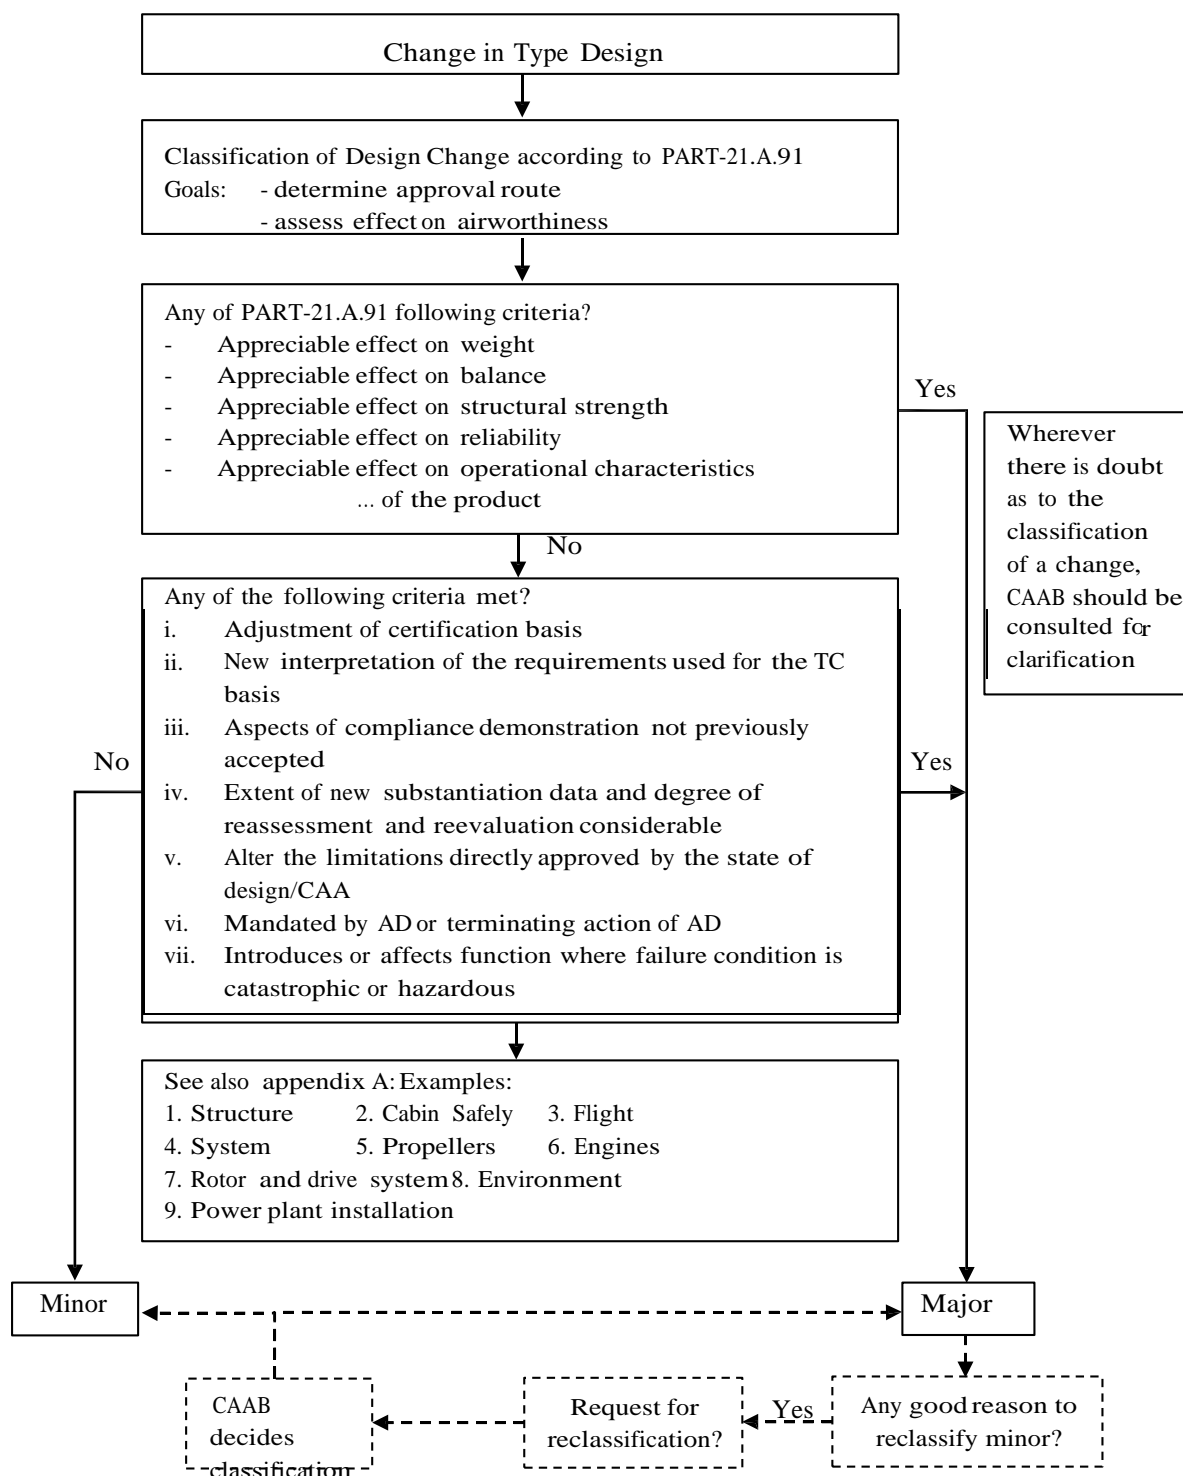 Change in Type Design
Classification of Design Change according to PART-21.A.91
Goals: - determine approval route
- assess effect on airworthiness
Any of PART-21.A.91 following criteria?
- Appreciable effect on weight
- Appreciable effect on balance
- Appreciable effect on structural strength
- Appreciable effect on reliability
- Appreciable effect on operational characteristics
... of the product
Yes
Wherever
there is doubt
as to the
classification
of a change,
CAAB should be
consulted for
clarification
No
Any of the following criteria met?
i. Adjustment of certification basis
ii. New interpretation of the requirements used for the TC
basis
iii. Aspects of compliance demonstration not previously
accepted
iv. Extent of new substantiation data and degree of
reassessment and reevaluation considerable
v. Alter the limitations directly approved by the state of
design/CAA
vi. Mandated by AD or terminating action of AD
vii. Introduces or affects function where failure condition is
catastrophic or hazardous
No
Yes
See also appendix A: Examples:
1. Structure 2. Cabin Safely 3. Flight
4. System 5. Propellers 6. Engines
7. Rotor and drive system 8. Environment
9. Power plant installation
Minor
Major
CAAB
decides
classification
Request for
reclassification?
Yes
Any good reason to
reclassify minor?